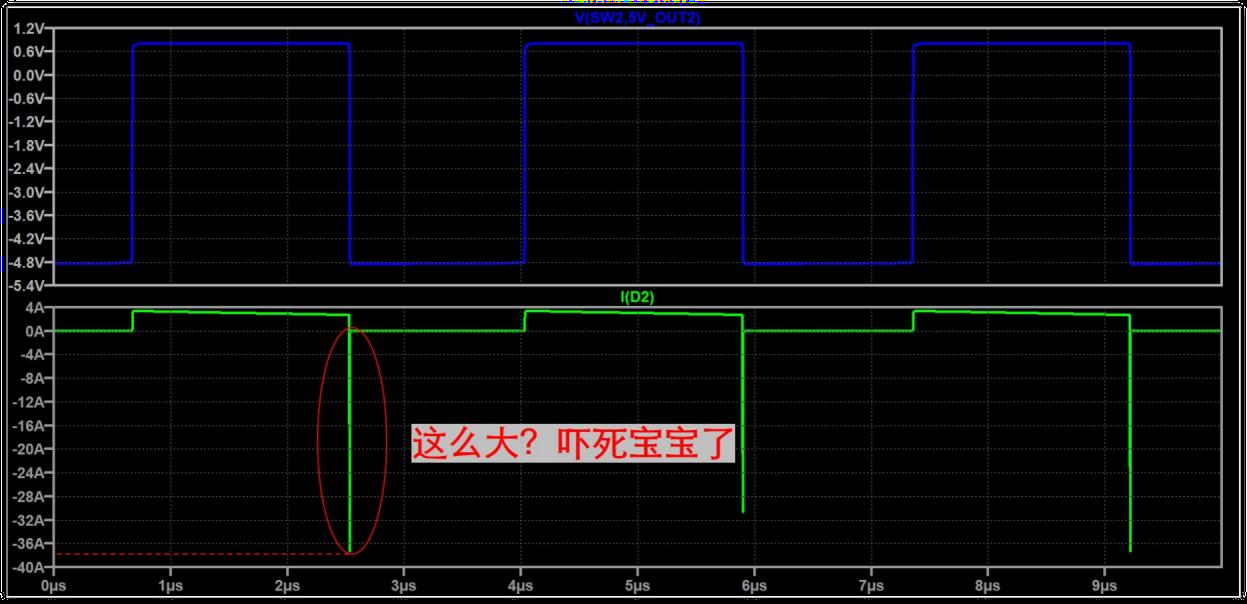 V(SW2,5V_OUT2)
1.2V
0.6V
0.0V
-0.6V
-1.2V
-1.8V
-2.4V
-3.0V
-3.6V
-4.2V
-4.8V
-5.4V
I(D2)
4A
0A
-4A
-8A
-12A
-16A
-20A
-24A
-28A
-32A
-36A
-40A
这么大？吓死宝宝了
0µs 1µs 2µs 3µs 4µs 5µs 6µs 7µs 8µs 9µs